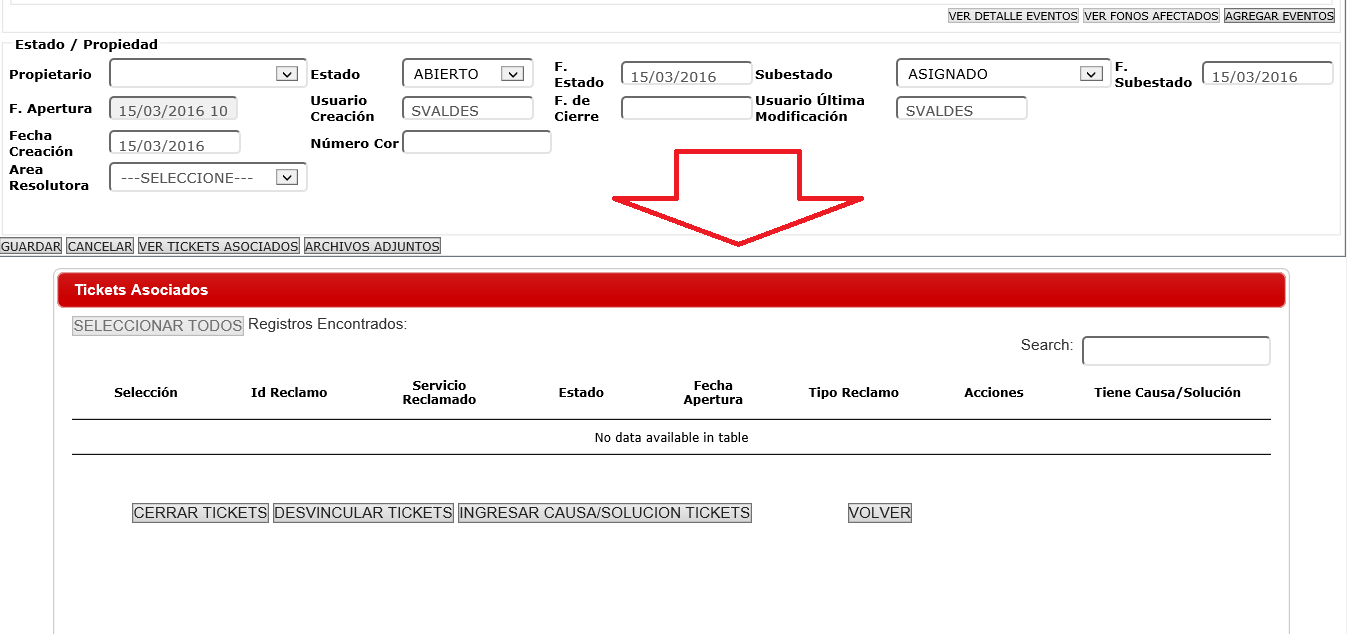 VER DETALLE EVENTOS VER FONOS AFECTADOS AGREGAR EVENTOS
Estado / Propiedad
Propietario Estado ABIERTO F. Estado 15/03/2016 Subestado ASIGNADO F. Subestado 15/03/2016
F. Apertura 15/03/2016 10 Usuario Creación SVALDES F. de Cierre Usuario Última Modificación SVALDES
Fecha Creación 15/03/2016 Número Cor
Area Resolutora ---SELECCIONE---
GUARDAR CANCELAR VER TICKETS ASOCIADOS ARCHIVOS ADJUNTOS
Tickets Asociados
SELECCIONAR TODOS Registros Encontrados:
Search:
Selección Id Reclamo Servicio Reclamado Estado Fecha Apertura Tipo Reclamo Acciones Tiene Causa/Solución
No data available in table
CERRAR TICKETS DESVINCULAR TICKETS INGRESAR CAUSA/SOLUCION TICKETS VOLVER